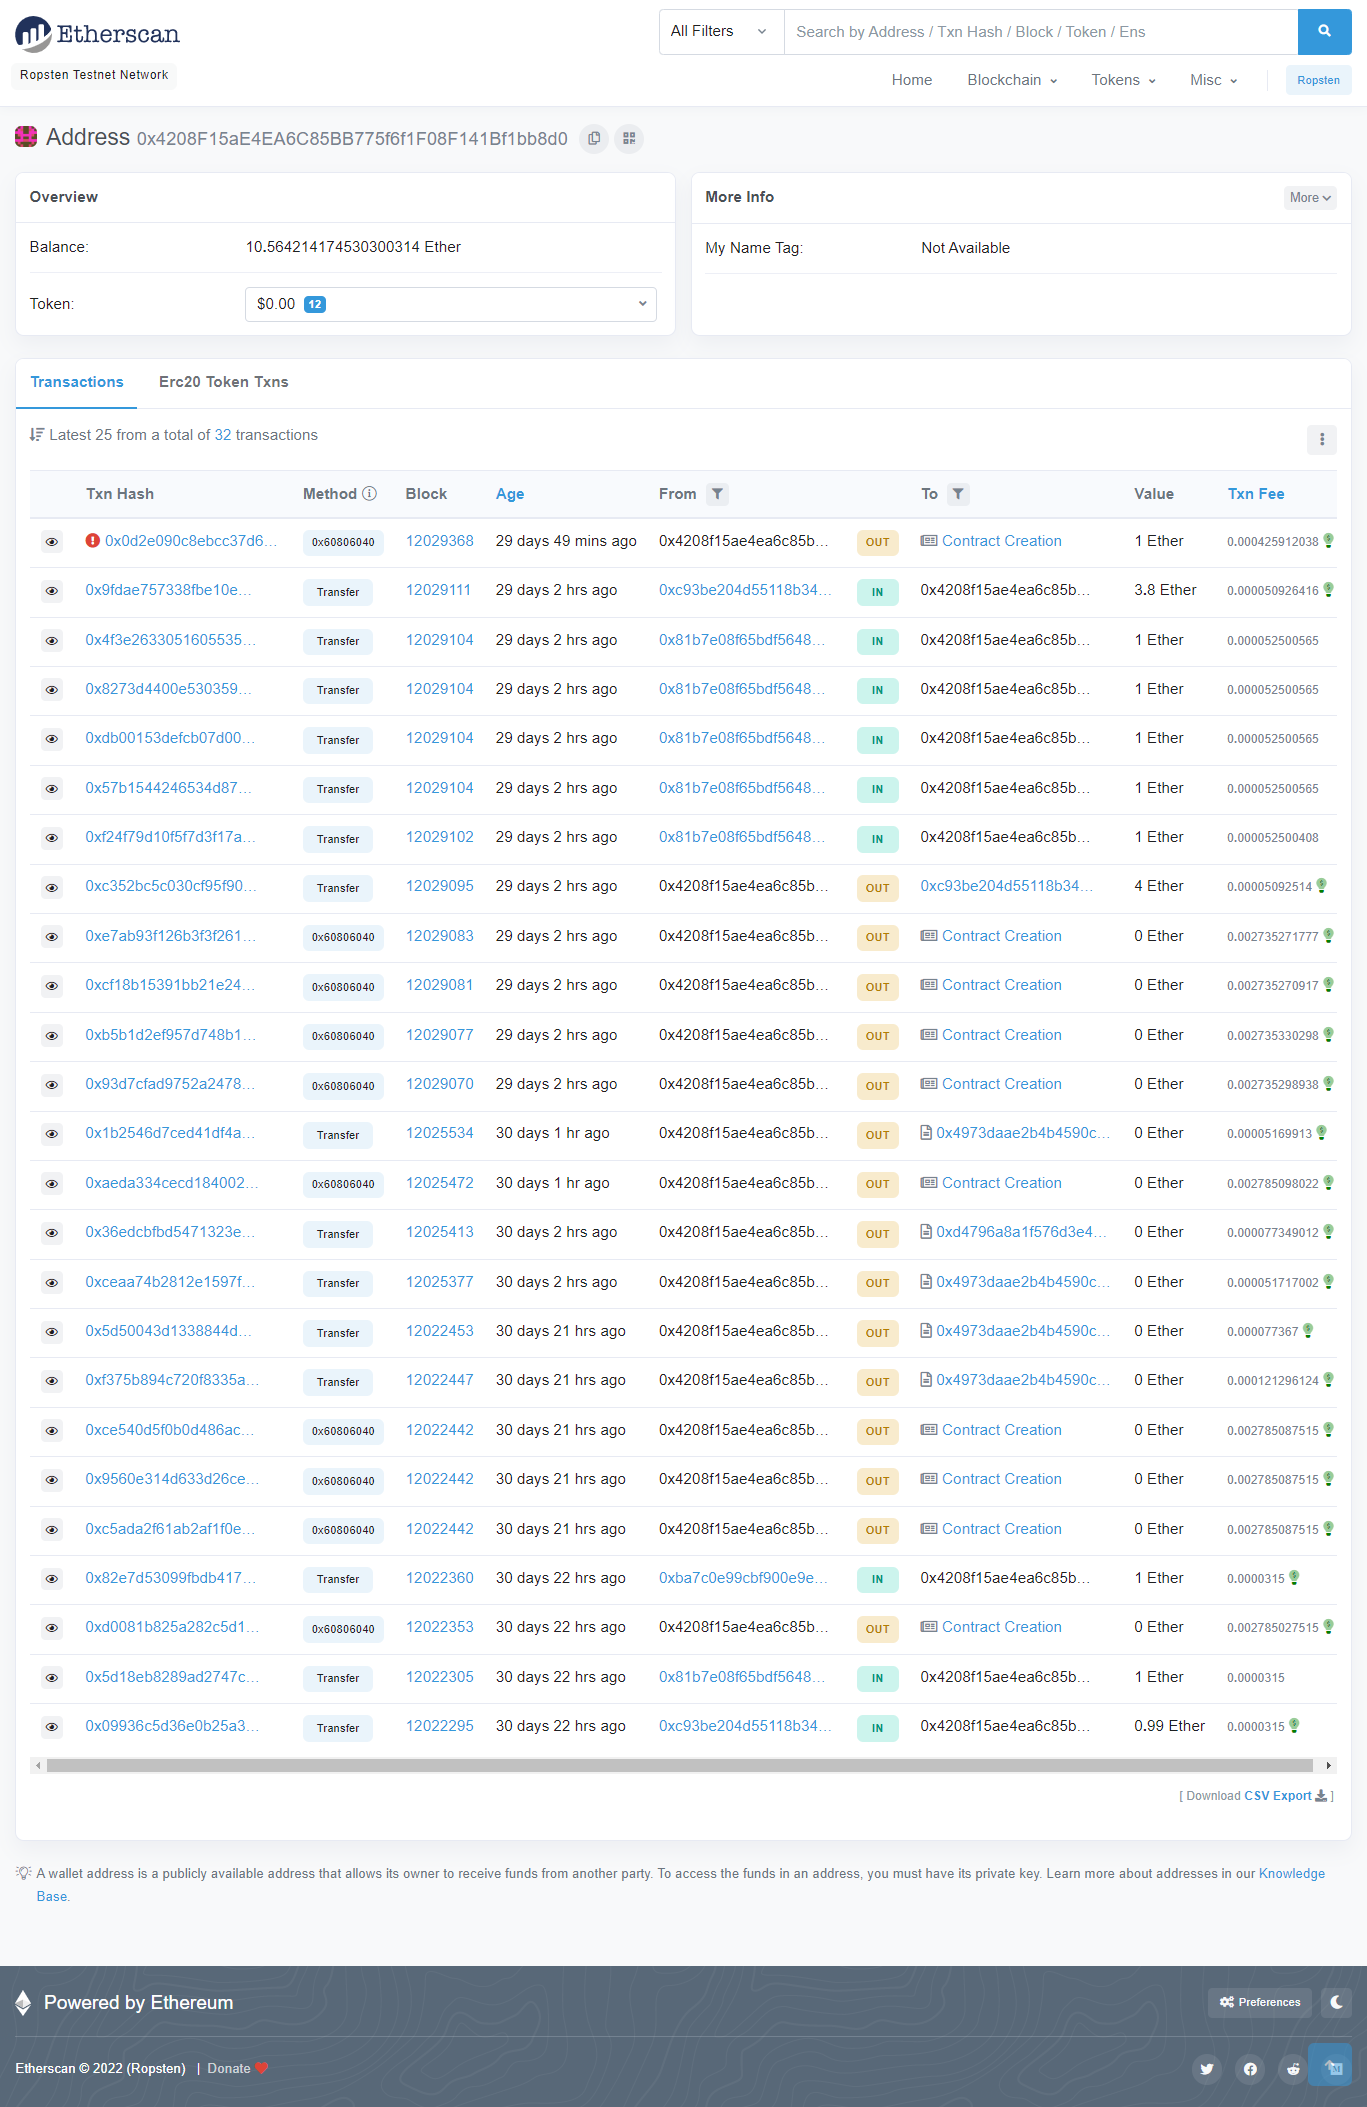 Etherscan
All Filters
Search by Address / Txn Hash / Block / Token / Ens
Ropsten Testnet Network
Home Blockchain Tokens Misc Ropsten
Address 0x4208F15aE4EA6C85BB775f6f1F08F141Bf1bb8d0
Overview
Balance: 10.564214174530300314 Ether
Token: $0.00 12
More Info More
My Name Tag: Not Available
Transactions Erc20 Token Txns
Latest 25 from a total of 32 transactions
Txn Hash Method Block Age From To Value Txn Fee
0x0d2e090c8ebcc37d6... 0x60806040 12029368 29 days 49 mins ago 0x4208f15ae4ea6c85b... OUT Contract Creation 1 Ether 0.000425912038
0x9fdae757338fbe10e... Transfer 12029111 29 days 2 hrs ago 0xc93be204d55118b34... IN 0x4208f15ae4ea6c85b... 3.8 Ether 0.000050926416
0x4f3e2633051605535... Transfer 12029104 29 days 2 hrs ago 0x81b7e08f65bdf5648... IN 0x4208f15ae4ea6c85b... 1 Ether 0.000052500565
0x8273d4400e530359... Transfer 12029104 29 days 2 hrs ago 0x81b7e08f65bdf5648... IN 0x4208f15ae4ea6c85b... 1 Ether 0.000052500565
0xdb00153defcb07d00... Transfer 12029104 29 days 2 hrs ago 0x81b7e08f65bdf5648... IN 0x4208f15ae4ea6c85b... 1 Ether 0.000052500565
0x57b1544246534d87... Transfer 12029104 29 days 2 hrs ago 0x81b7e08f65bdf5648... IN 0x4208f15ae4ea6c85b... 1 Ether 0.000052500565
0xf24f79d10f5f7d3f17a... Transfer 12029102 29 days 2 hrs ago 0x81b7e08f65bdf5648... IN 0x4208f15ae4ea6c85b... 1 Ether 0.000052500408
0xc352bc5c030cf95f90... Transfer 12029095 29 days 2 hrs ago 0x4208f15ae4ea6c85b... OUT 0xc93be204d55118b34... 4 Ether 0.00005092514
0xe7ab93f126b3f3f261... 0x60806040 12029083 29 days 2 hrs ago 0x4208f15ae4ea6c85b... OUT Contract Creation 0 Ether 0.002735271777
0xcf18b15391bb21e24... 0x60806040 12029081 29 days 2 hrs ago 0x4208f15ae4ea6c85b... OUT Contract Creation 0 Ether 0.002735270917
0xb5b1d2ef957d748b1... 0x60806040 12029077 29 days 2 hrs ago 0x4208f15ae4ea6c85b... OUT Contract Creation 0 Ether 0.002735330298
0x93d7cfad9752a2478... 0x60806040 12029070 29 days 2 hrs ago 0x4208f15ae4ea6c85b... OUT Contract Creation 0 Ether 0.002735298938
0x1b2546d7ced41df4a... Transfer 12025534 30 days 1 hr ago 0x4208f15ae4ea6c85b... OUT 0x4973daae2b4b4590c... 0 Ether 0.00005169913
0xaeda334cecd184002... 0x60806040 12025472 30 days 1 hr ago 0x4208f15ae4ea6c85b... OUT Contract Creation 0 Ether 0.002785098022
0x36edcbfbd5471323e... Transfer 12025413 30 days 2 hrs ago 0x4208f15ae4ea6c85b... OUT 0xd4796a8a1f576d3e4... 0 Ether 0.000077349012
0xceaa74b2812e1597f... Transfer 12025377 30 days 2 hrs ago 0x4208f15ae4ea6c85b... OUT 0x4973daae2b4b4590c... 0 Ether 0.000051717002
0x5d50043d1338844d... Transfer 12022453 30 days 21 hrs ago 0x4208f15ae4ea6c85b... OUT 0x4973daae2b4b4590c... 0 Ether 0.000077367
0xf375b894c720f8335a... Transfer 12022447 30 days 21 hrs ago 0x4208f15ae4ea6c85b... OUT 0x4973daae2b4b4590c... 0 Ether 0.000121296124
0xce540d5f0b0d486ac... 0x60806040 12022442 30 days 21 hrs ago 0x4208f15ae4ea6c85b... OUT Contract Creation 0 Ether 0.002785087515
0x9560e314d633d26ce... 0x60806040 12022442 30 days 21 hrs ago 0x4208f15ae4ea6c85b... OUT Contract Creation 0 Ether 0.002785087515
0xc5ada2f61ab2af1f0e... 0x60806040 12022442 30 days 21 hrs ago 0x4208f15ae4ea6c85b... OUT Contract Creation 0 Ether 0.002785087515
0x82e7d53099fbdb417... Transfer 12022360 30 days 22 hrs ago 0xba7c0e99cbf900e9e... IN 0x4208f15ae4ea6c85b... 1 Ether 0.0000315
0xd0081b825a282c5d1... 0x60806040 12022353 30 days 22 hrs ago 0x4208f15ae4ea6c85b... OUT Contract Creation 0 Ether 0.002785027515
0x5d18eb8289ad2747c... Transfer 12022305 30 days 22 hrs ago 0x81b7e08f65bdf5648... IN 0x4208f15ae4ea6c85b... 1 Ether 0.0000315
0x09936c5d36e0b25a3... Transfer 12022295 30 days 22 hrs ago 0xc93be204d55118b34... IN 0x4208f15ae4ea6c85b... 0.99 Ether 0.0000315
[ Download CSV Export ]
A wallet address is a publicly available address that allows its owner to receive funds from another party. To access the funds in an address, you must have its private key. Learn more about addresses in our Knowledge
Base.
Powered by Ethereum Preferences
Etherscan © 2022 (Ropsten) | Donate